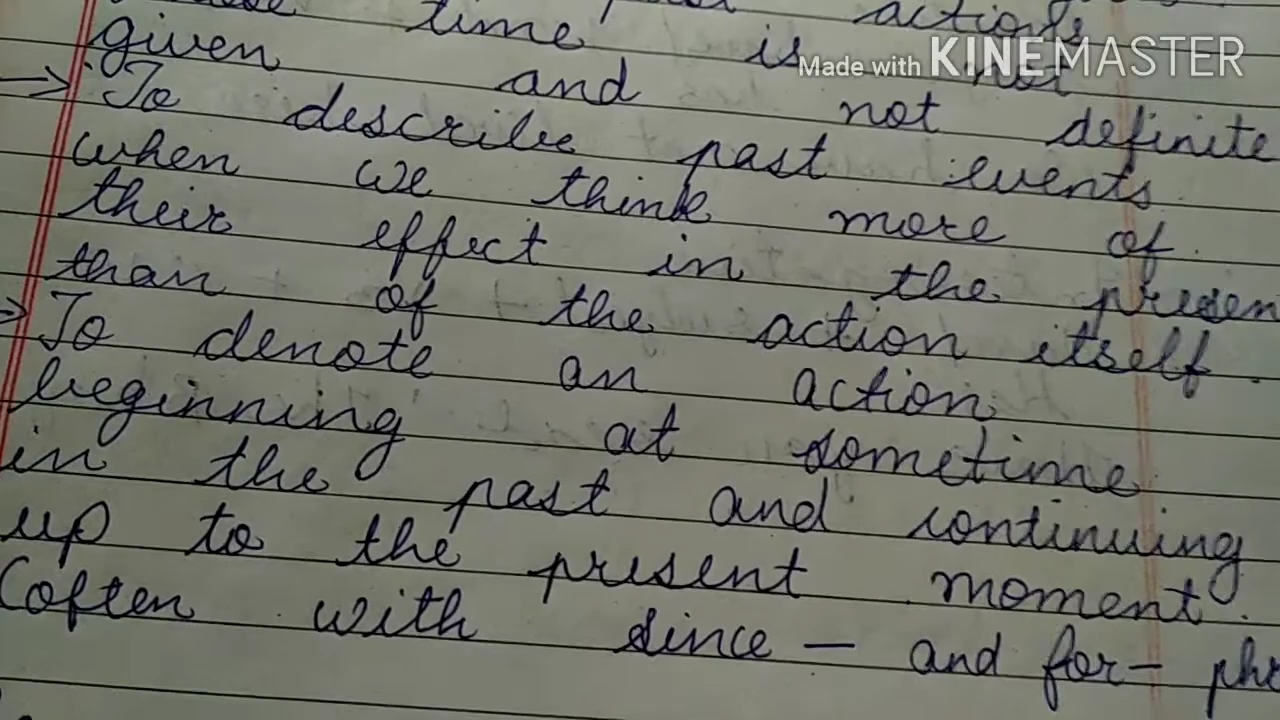 time is not
actions
given and not definite
Made with KINEMASTER
⇒ To describe past events
when we think more of
their effect in the presen
than of the action itself.
⇒ To denote an action
beginning at sometime
in the past and continuing
up to the present moment.
(often with since — and for —